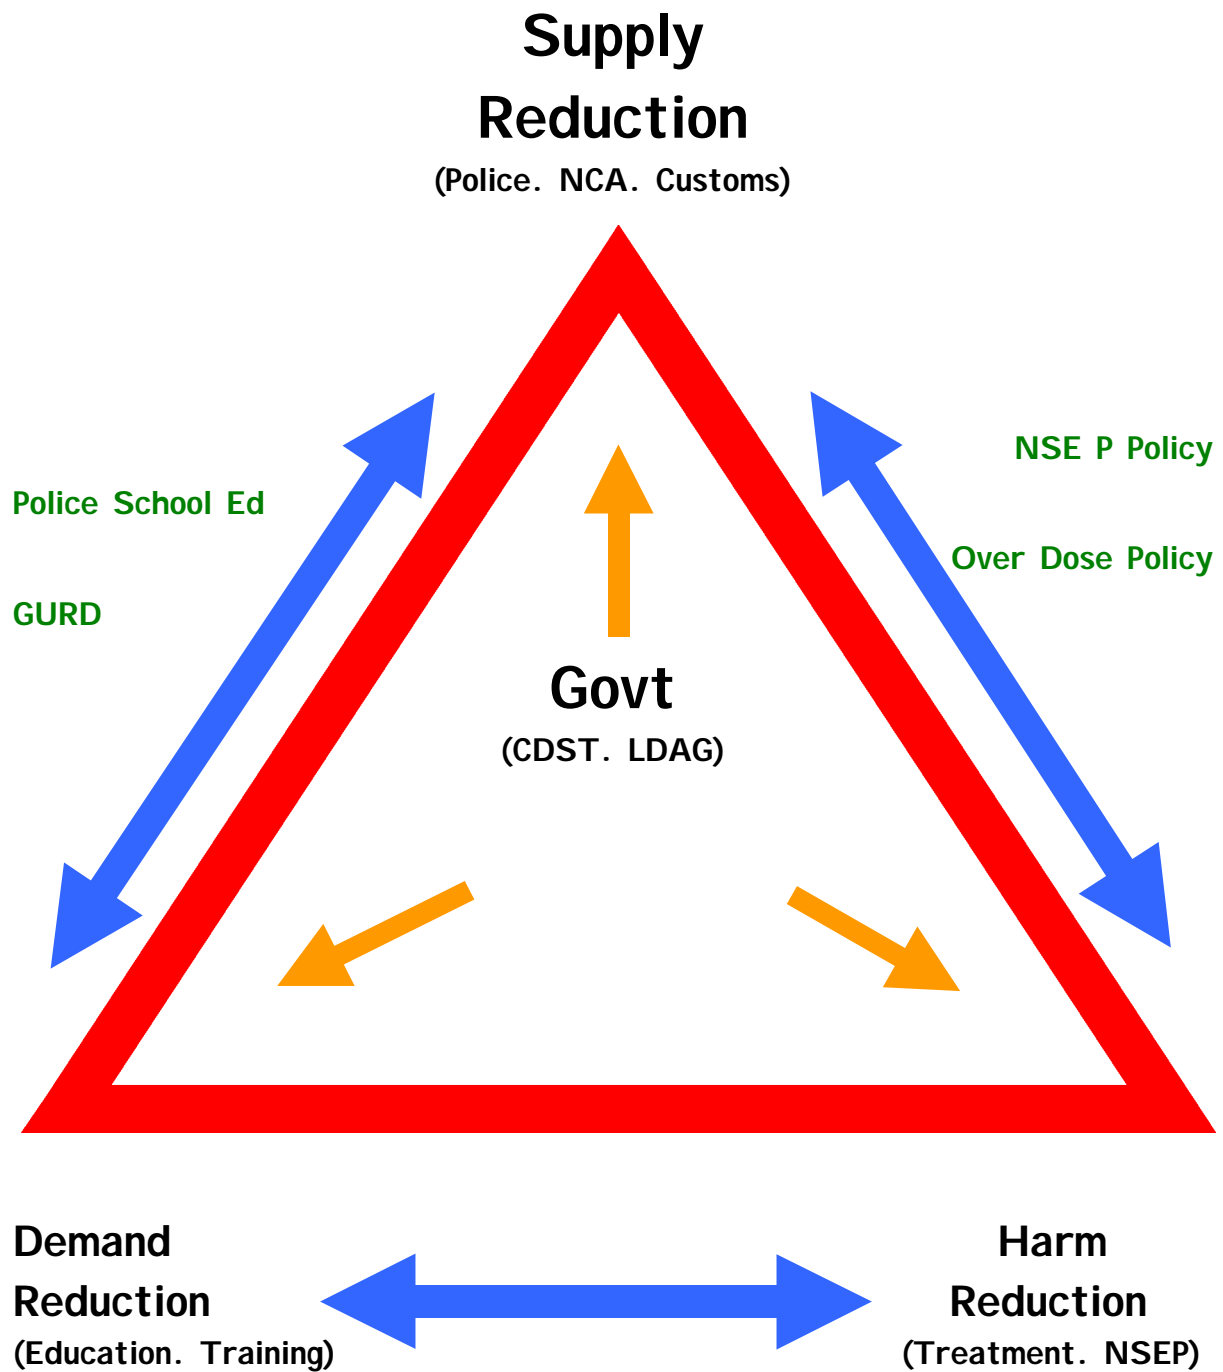 Supply
Reduction
(Police. NCA. Customs)
NSE P Policy
Police School Ed
Over Dose Policy
GURD
Govt
(CDST. LDAG)
Demand
Reduction
(Education. Training)
Harm
Reduction
(Treatment. NSEP)